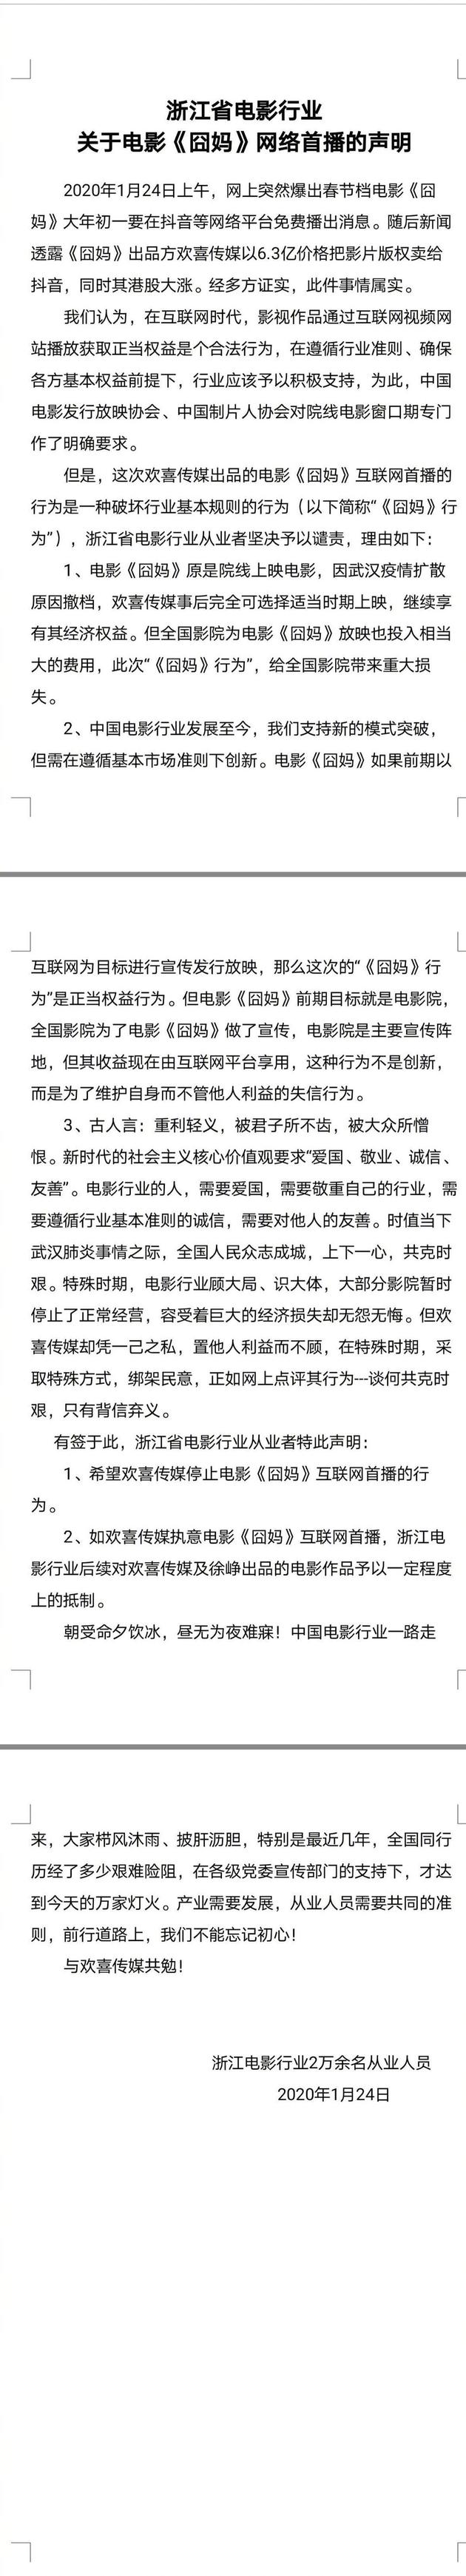 浙江省电影行业
关于电影《囧妈》网络首播的声明
2020年1月24日上午，网上突然爆出春节档电影《囧
妈》大年初一要在抖音等网络平台免费播出消息。随后新闻
透露《囧妈》出品方欢喜传媒以6.3亿价格把影片版权卖给
抖音，同时其港股大涨。经多方证实，此件事情属实。
我们认为，在互联网时代，影视作品通过互联网视频网
站播放获取正当权益是个合法行为，在遵循行业准则、确保
各方基本权益前提下，行业应该予以积极支持，为此，中国
电影发行放映协会、中国制片人协会对院线电影窗口期专门
作了明确要求。
但是，这次欢喜传媒出品的电影《囧妈》互联网首播的
行为是一种破坏行业基本规则的行为（以下简称“《囧妈》行
为”），浙江省电影行业从业者坚决予以谴责，理由如下：
1、电影《囧妈》原是院线上映电影，因武汉疫情扩散
原因撤档，欢喜传媒事后完全可选择适当时期上映，继续享
有其经济权益。但全国影院为电影《囧妈》放映也投入相当
大的费用，此次“《囧妈》行为”，给全国影院带来重大损
失。
2、中国电影行业发展至今，我们支持新的模式突破，
但需在遵循基本市场准则下创新。电影《囧妈》如果前期以
互联网为目标进行宣传发行放映，那么这次的“《囧妈》行
为”是正当权益行为。但电影《囧妈》前期目标就是电影院，
全国影院为了电影《囧妈》做了宣传，电影院是主要宣传阵
地，但其收益现在由互联网平台享用，这种行为不是创新，
而是为了维护自身而不管他人利益的失信行为。
3、古人言：重利轻义，被君子所不齿，被大众所憎
恨。新时代的社会主义核心价值观要求“爱国、敬业、诚信、
友善”。电影行业的人，需要爱国，需要敬重自己的行业，需
要遵循行业基本准则的诚信，需要对他人的友善。时值当下
武汉肺炎事情之际，全国人民众志成城，上下一心，共克时
艰。特殊时期，电影行业顾大局、识大体，大部分影院暂时
停止了正常经营，容受着巨大的经济损失却无怨无悔。但欢
喜传媒却凭一己之私，置他人利益而不顾，在特殊时期，采
取特殊方式，绑架民意，正如网上点评其行为---谈何共克时
艰，只有背信弃义。
有签于此，浙江省电影行业从业者特此声明：
1、希望欢喜传媒停止电影《囧妈》互联网首播的行
为。
2、如欢喜传媒执意电影《囧妈》互联网首播，浙江电
影行业后续对欢喜传媒及徐峥出品的电影作品予以一定程度
上的抵制。
朝受命夕饮冰，昼无为夜难寐！中国电影行业一路走
来，大家栉风沐雨、披肝沥胆，特别是最近几年，全国同行
历经了多少艰难险阻，在各级党委宣传部门的支持下，才达
到今天的万家灯火。产业需要发展，从业人员需要共同的准
则，前行道路上，我们不能忘记初心！
与欢喜传媒共勉！
浙江电影行业2万余名从业人员
2020年1月24日